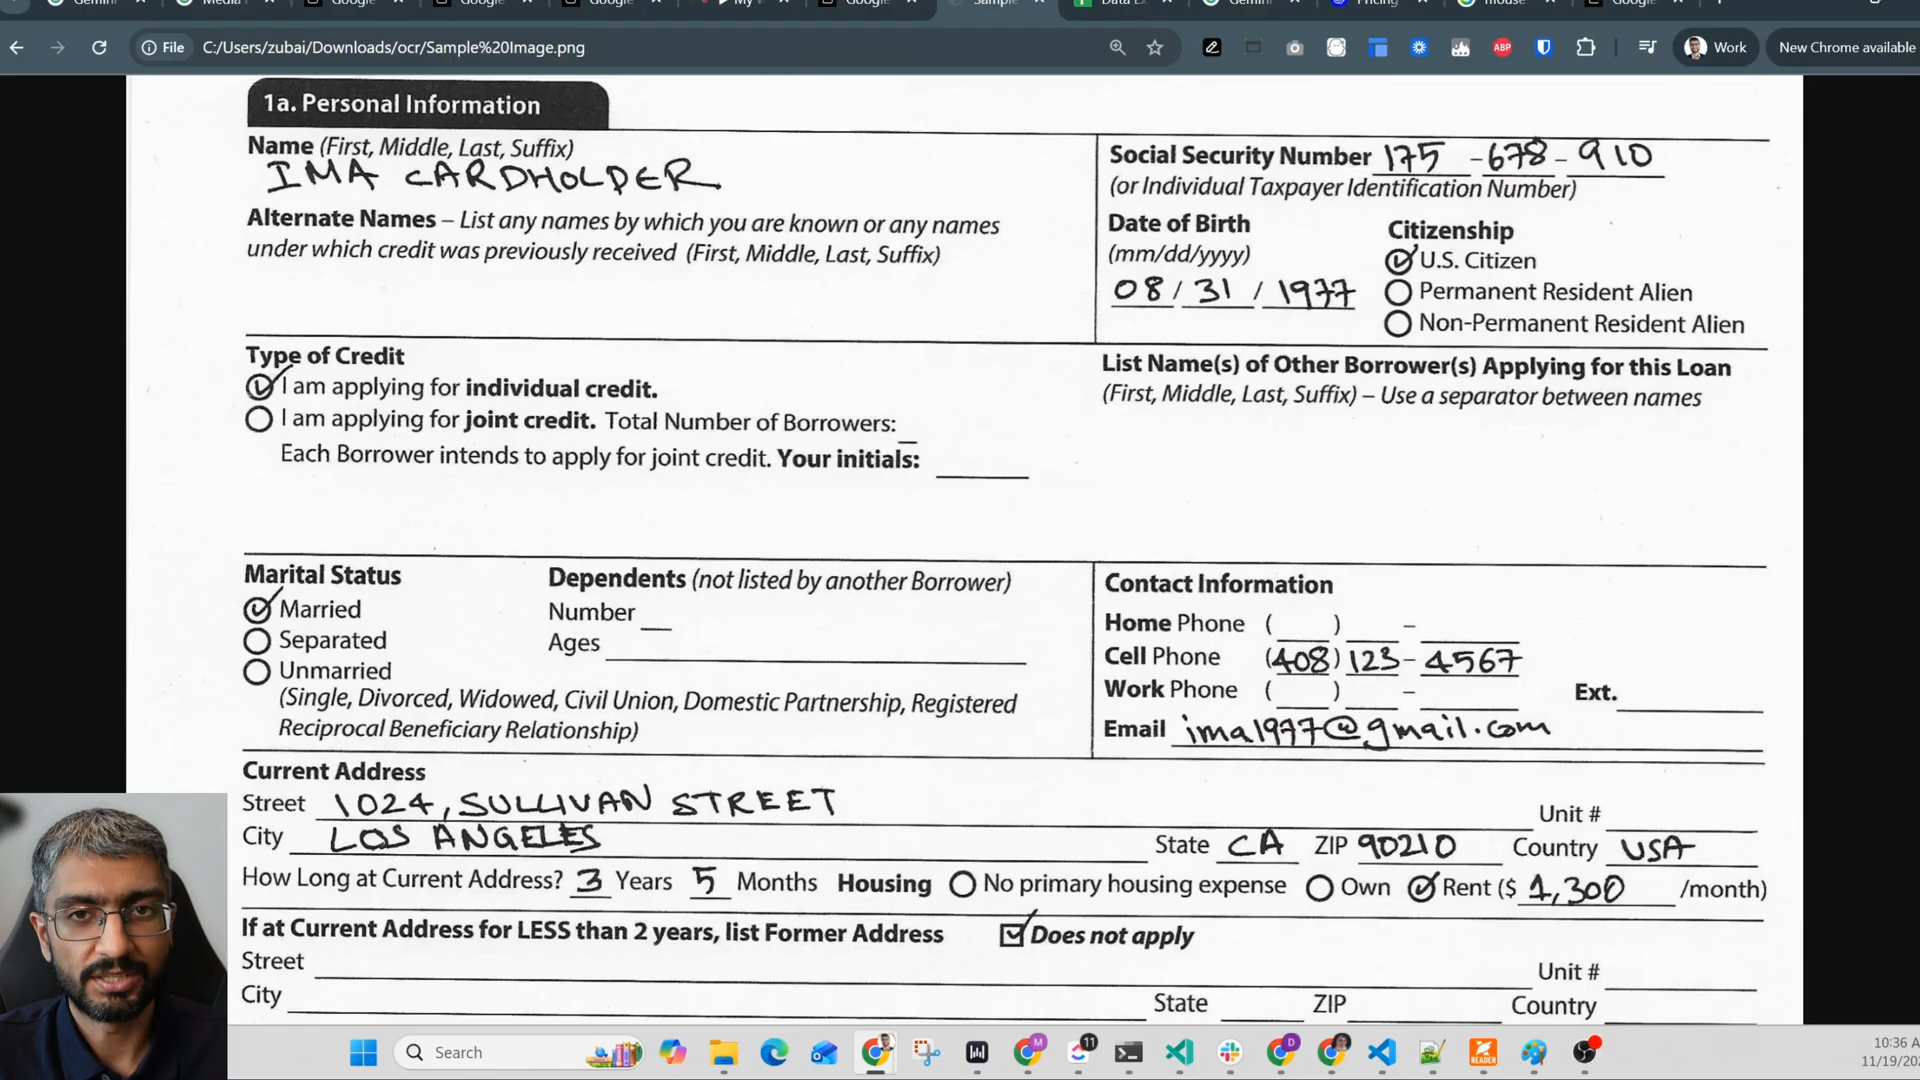 File C:/Users/zubai/Downloads/ocr/Sample%20Image.png Work New Chrome available
1a. Personal Information
Name (First, Middle, Last, Suffix)
IMA CARDHOLDER
Alternate Names – List any names by which you are known or any names
under which credit was previously received (First, Middle, Last, Suffix)
Social Security Number 175 - 678 - 910
(or Individual Taxpayer Identification Number)
Date of Birth
(mm/dd/yyyy)
08 / 31 / 1977
Citizenship
U.S. Citizen
Permanent Resident Alien
Non-Permanent Resident Alien
Type of Credit
I am applying for individual credit.
I am applying for joint credit. Total Number of Borrowers:
Each Borrower intends to apply for joint credit. Your initials:
List Name(s) of Other Borrower(s) Applying for this Loan
(First, Middle, Last, Suffix) – Use a separator between names
Marital Status
Married
Separated
Unmarried
(Single, Divorced, Widowed, Civil Union, Domestic Partnership, Registered
Reciprocal Beneficiary Relationship)
Dependents (not listed by another Borrower)
Number
Ages
Contact Information
Home Phone ( ) –
Cell Phone (408) 123 – 4567
Work Phone ( ) – Ext.
Email ima1977@gmail.com
Current Address
Street 1024, SULLIVAN STREET Unit #
City LOS ANGELES State CA ZIP 90210 Country USA
How Long at Current Address? 3 Years 5 Months Housing No primary housing expense Own Rent ($ 1,300 /month)
If at Current Address for LESS than 2 years, list Former Address Does not apply
Street Unit #
City State ZIP Country
Search
10:36 A
11/19/20